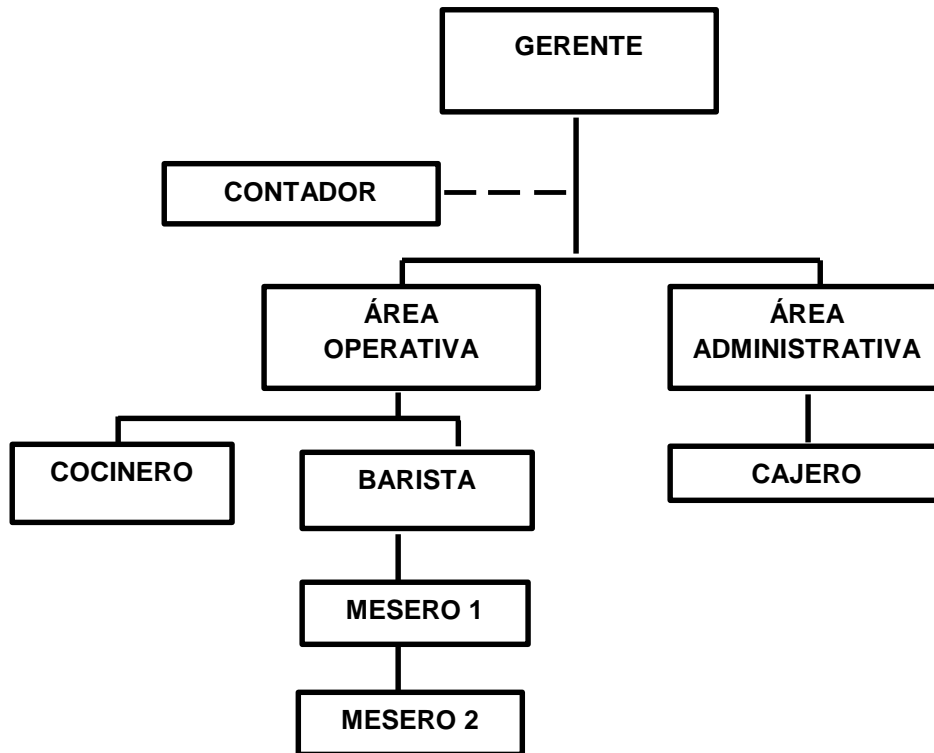 GERENTE
CONTADOR
ÁREA
OPERATIVA
ÁREA
ADMINISTRATIVA
COCINERO
BARISTA
CAJERO
MESERO 1
MESERO 2